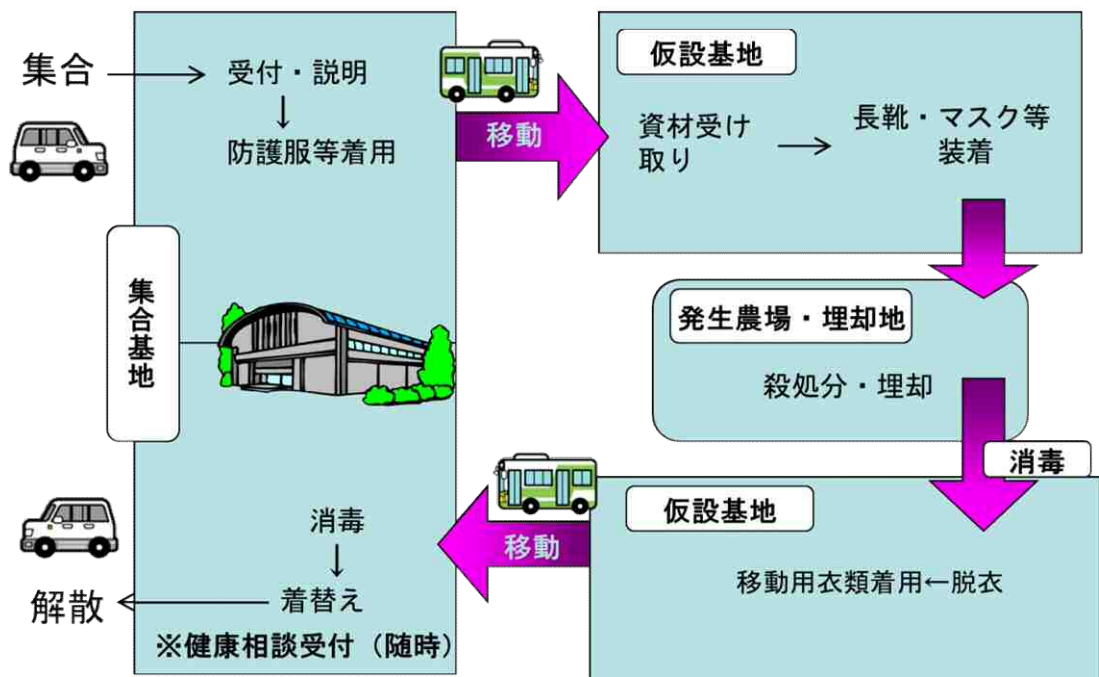 集合
受付・説明
防護服等着用
移動
仮設基地
資材受け
取り
長靴・マスク等
装着
集合基地
発生農場・埋却地
殺処分・埋却
消毒
仮設基地
移動用衣類着用←脱衣
移動
消毒
着替え
※健康相談受付（随時）
解散